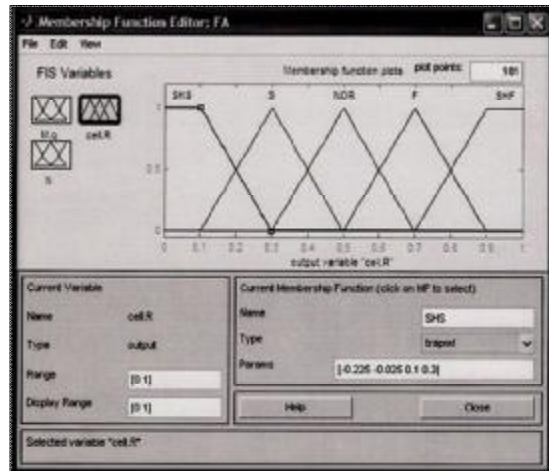 Membership Function Editor: FA
File Edit View
FIS Variables
Membership function plots
plot points:
181
SHS S NOR F SHF
cell.R
1
0.5
0
0 0.1 0.2 0.3 0.4 0.5 0.6 0.7 0.8 0.9 1
output variable "cell.R"
Current Variable
Name cell.R
Type output
Range [0 1]
Display Range [0 1]
Current Membership Function (click on MF to select)
Name SHS
Type trapmf
Params [-0.225 -0.025 0.1 0.3]
Help Close
Selected variable "cell.R"